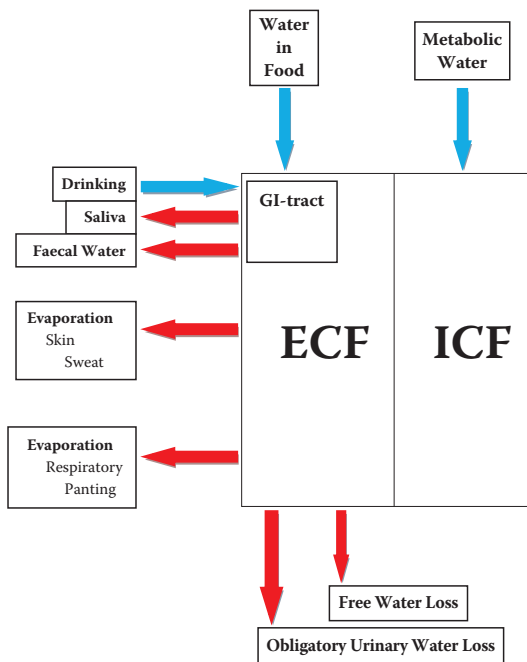 Water
in
Food
Metabolic
Water
Drinking
Saliva
Faecal Water
GI-tract
Evaporation
Skin
Sweat
ECF
ICF
Evaporation
Respiratory
Panting
Free Water Loss
Obligatory Urinary Water Loss